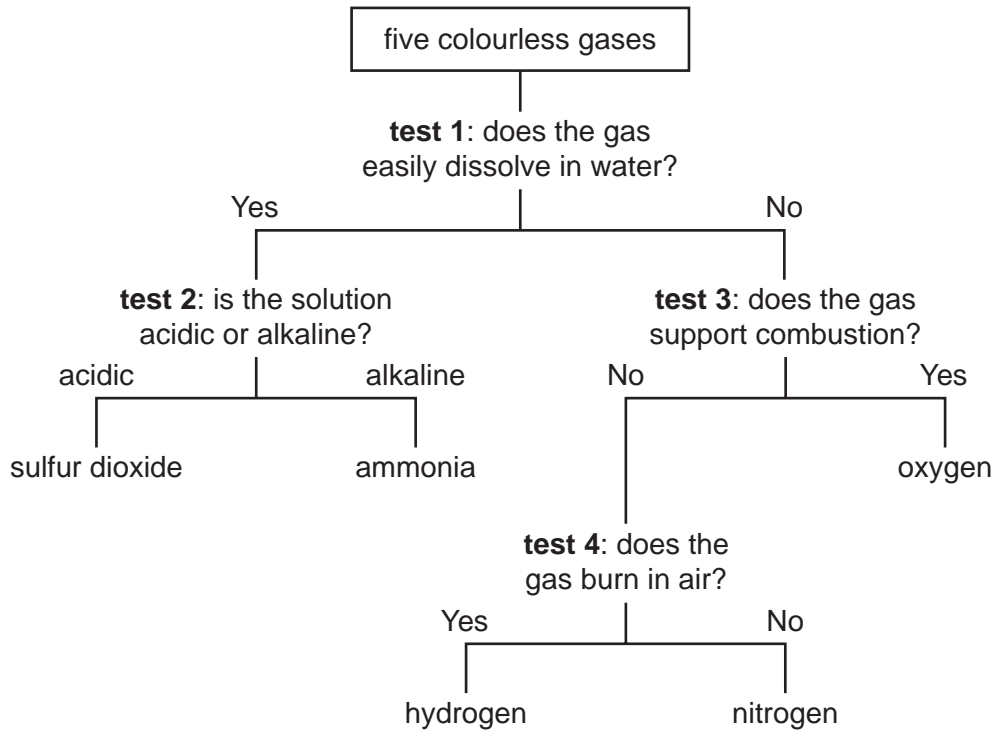 five colourless gases
test 1: does the gas
easily dissolve in water?
Yes
No
test 2: is the solution
acidic or alkaline?
test 3: does the gas
support combustion?
acidic
alkaline
No
Yes
sulfur dioxide
ammonia
oxygen
test 4: does the
gas burn in air?
Yes
No
hydrogen
nitrogen